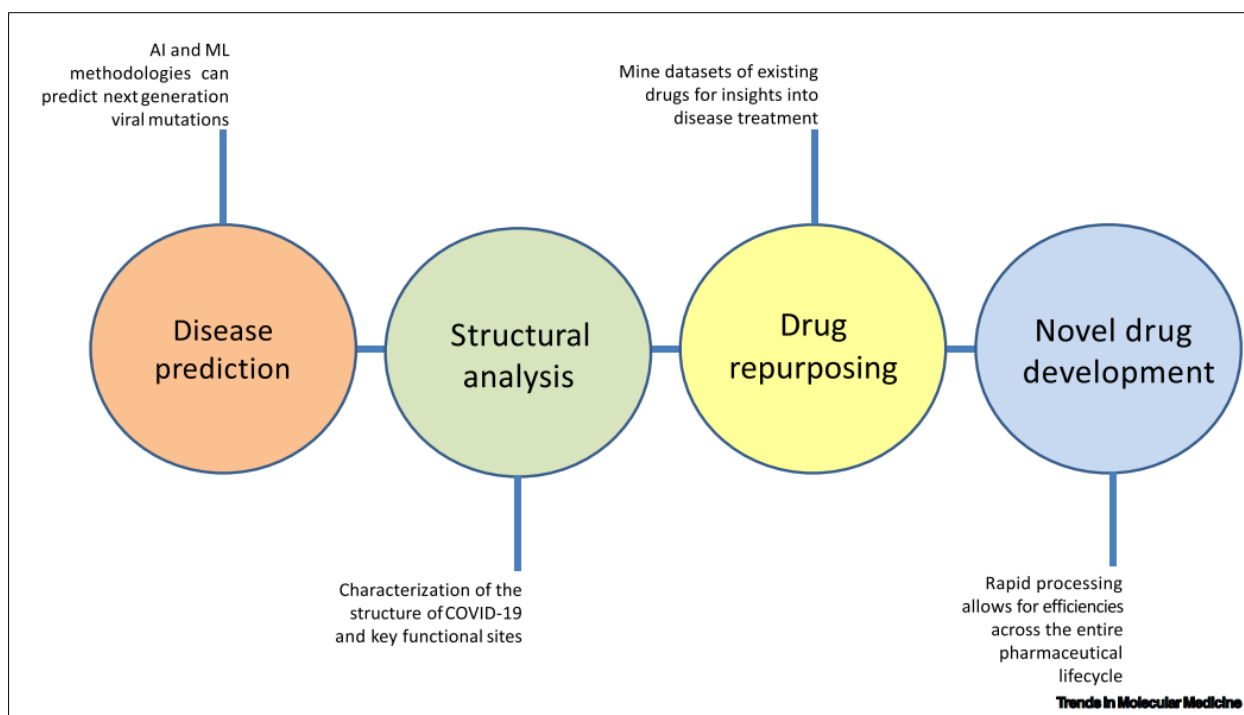 AI and ML
methodologies can
predict next generation
viral mutations
Mine datasets of existing
drugs for insights into
disease treatment
Disease
prediction
Structural
analysis
Drug
repurposing
Novel drug
development
Characterization of the
structure of COVID-19
and key functional sites
Rapid processing
allows for efficiencies
across the entire
pharmaceutical
lifecycle
Trends in Molecular Medicine